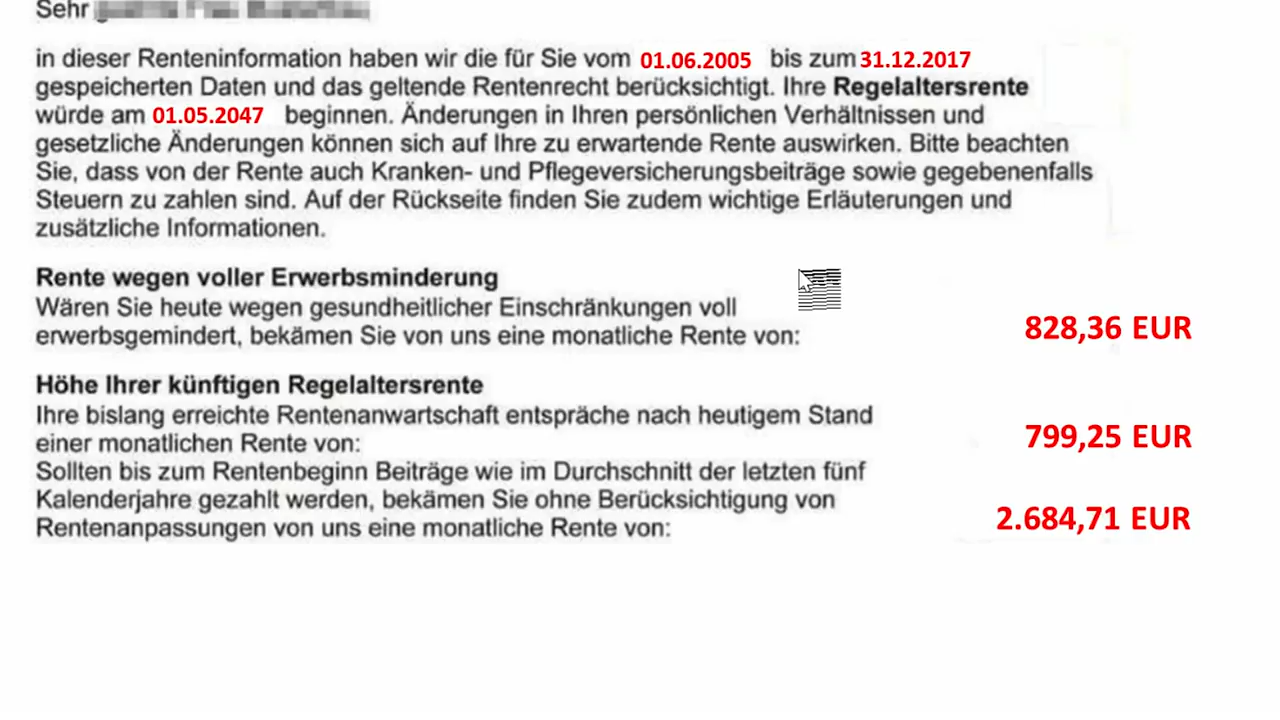 Sehr
in dieser Renteninformation haben wir die für Sie vom 01.06.2005 bis zum 31.12.2017
gespeicherten Daten und das geltende Rentenrecht berücksichtigt. Ihre Regelaltersrente
würde am 01.05.2047 beginnen. Änderungen in Ihren persönlichen Verhältnissen und
gesetzliche Änderungen können sich auf Ihre zu erwartende Rente auswirken. Bitte beachten
Sie, dass von der Rente auch Kranken- und Pflegeversicherungsbeiträge sowie gegebenenfalls
Steuern zu zahlen sind. Auf der Rückseite finden Sie zudem wichtige Erläuterungen und
zusätzliche Informationen.
Rente wegen voller Erwerbsminderung
Wären Sie heute wegen gesundheitlicher Einschränkungen voll
erwerbsgemindert, bekämen Sie von uns eine monatliche Rente von:
828,36 EUR
Höhe Ihrer künftigen Regelaltersrente
Ihre bislang erreichte Rentenanwartschaft entspräche nach heutigem Stand
einer monatlichen Rente von:
799,25 EUR
Sollten bis zum Rentenbeginn Beiträge wie im Durchschnitt der letzten fünf
Kalenderjahre gezahlt werden, bekämen Sie ohne Berücksichtigung von
Rentenanpassungen von uns eine monatliche Rente von:
2.684,71 EUR